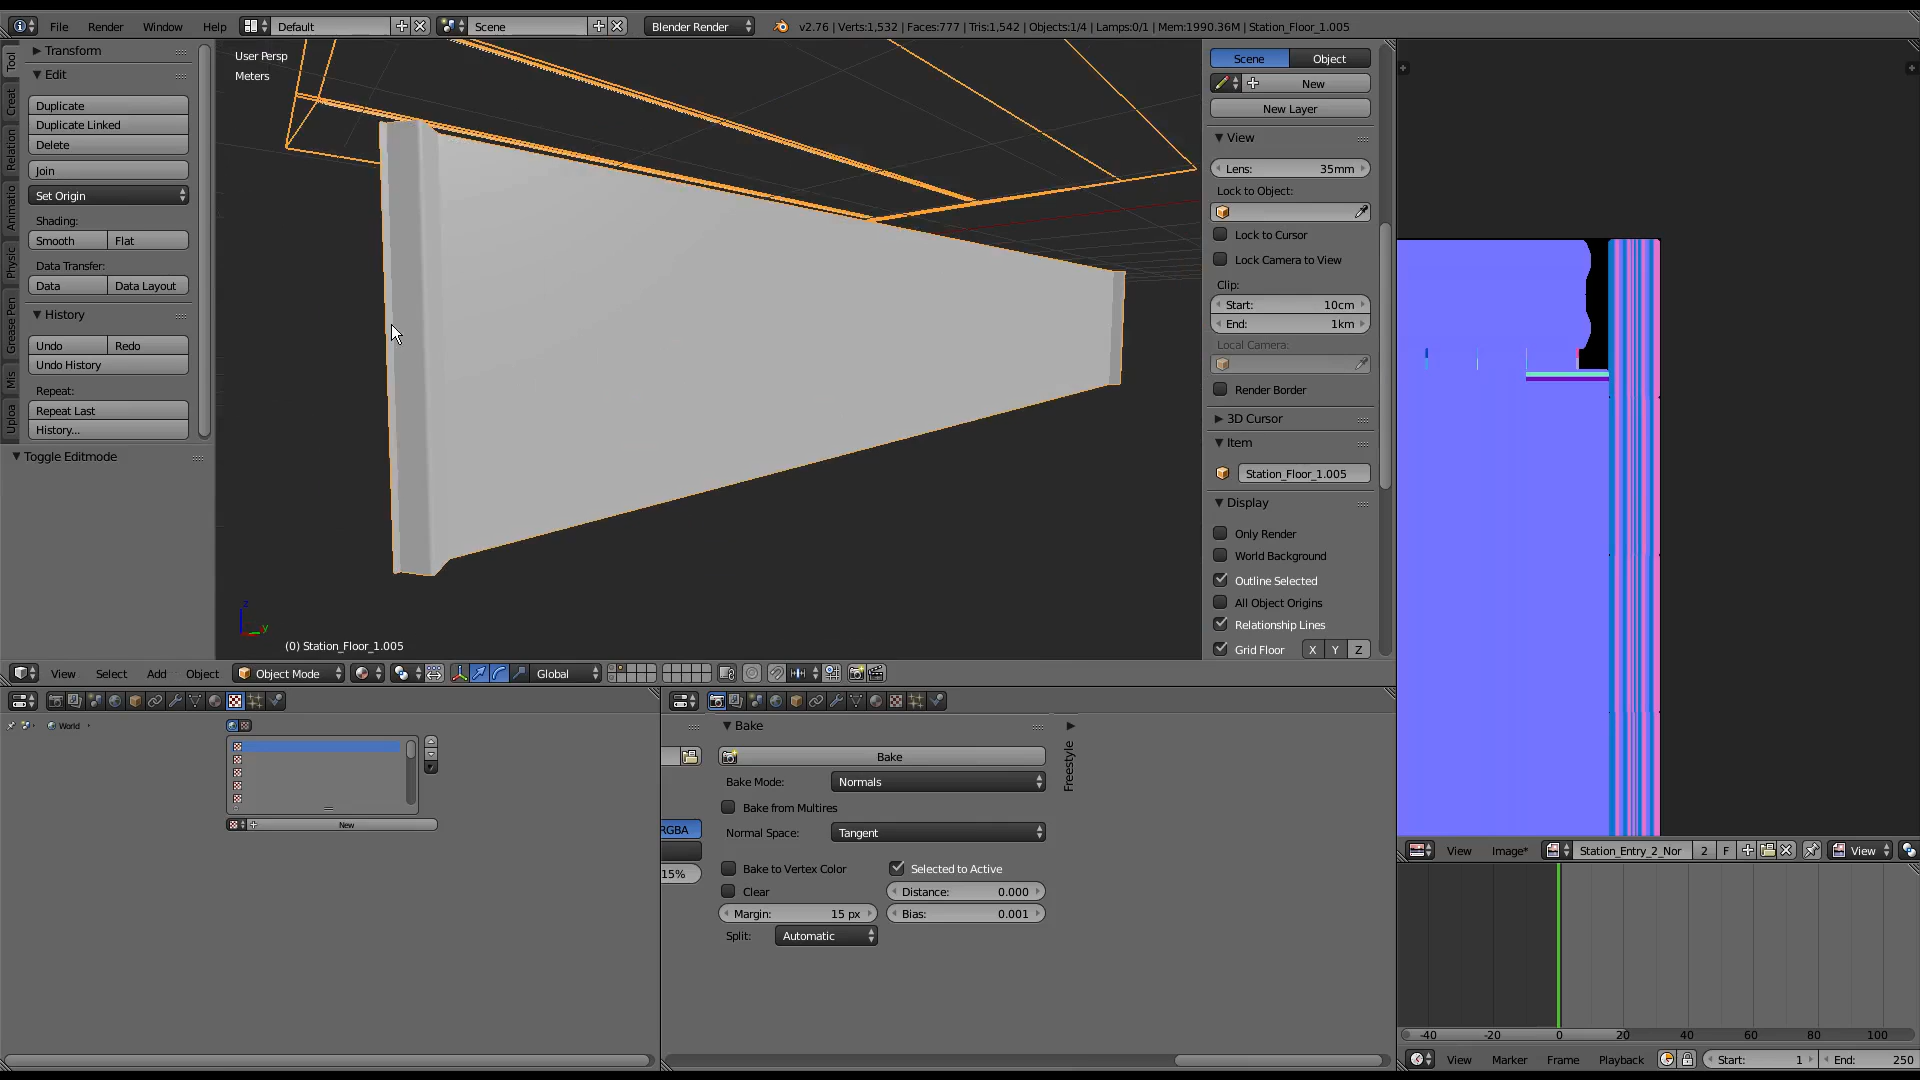 File Render Window Help Default Scene Blender Render v2.76 | Verts:1,532 | Faces:777 | Tris:1,542 | Objects:1/4 | Lamps:0/1 | Mem:1990.36M | Station_Floor_1.005
Tool
Creat
Relation
Animatio
Physic
Grease Pen
Mis
Uploa
Transform
Edit
Duplicate
Duplicate Linked
Delete
Join
Set Origin
Shading:
Smooth Flat
Data Transfer:
Data Data Layout
History
Undo Redo
Undo History
Repeat:
Repeat Last
History...
Toggle Editmode
User Persp
Meters
z
y
(0) Station_Floor_1.005
Scene Object
New
New Layer
View
Lens: 35mm
Lock to Object:
Lock to Cursor
Lock Camera to View
Clip:
Start: 10cm
End: 1km
Local Camera:
Render Border
3D Cursor
Item
Station_Floor_1.005
Display
Only Render
World Background
Outline Selected
All Object Origins
Relationship Lines
Grid Floor X Y Z
View Select Add Object Object Mode Global
World
New
RGBA
15%
Bake
Bake
Bake Mode: Normals
Bake from Multires
Normal Space: Tangent
Bake to Vertex Color Selected to Active
Clear Distance: 0.000
Margin: 15 px Bias: 0.001
Split: Automatic
Freestyle
View Image* Station_Entry_2_Nor 2 F View
-40 -20 0 20 40 60 80 100
View Marker Frame Playback Start: 1 End: 250